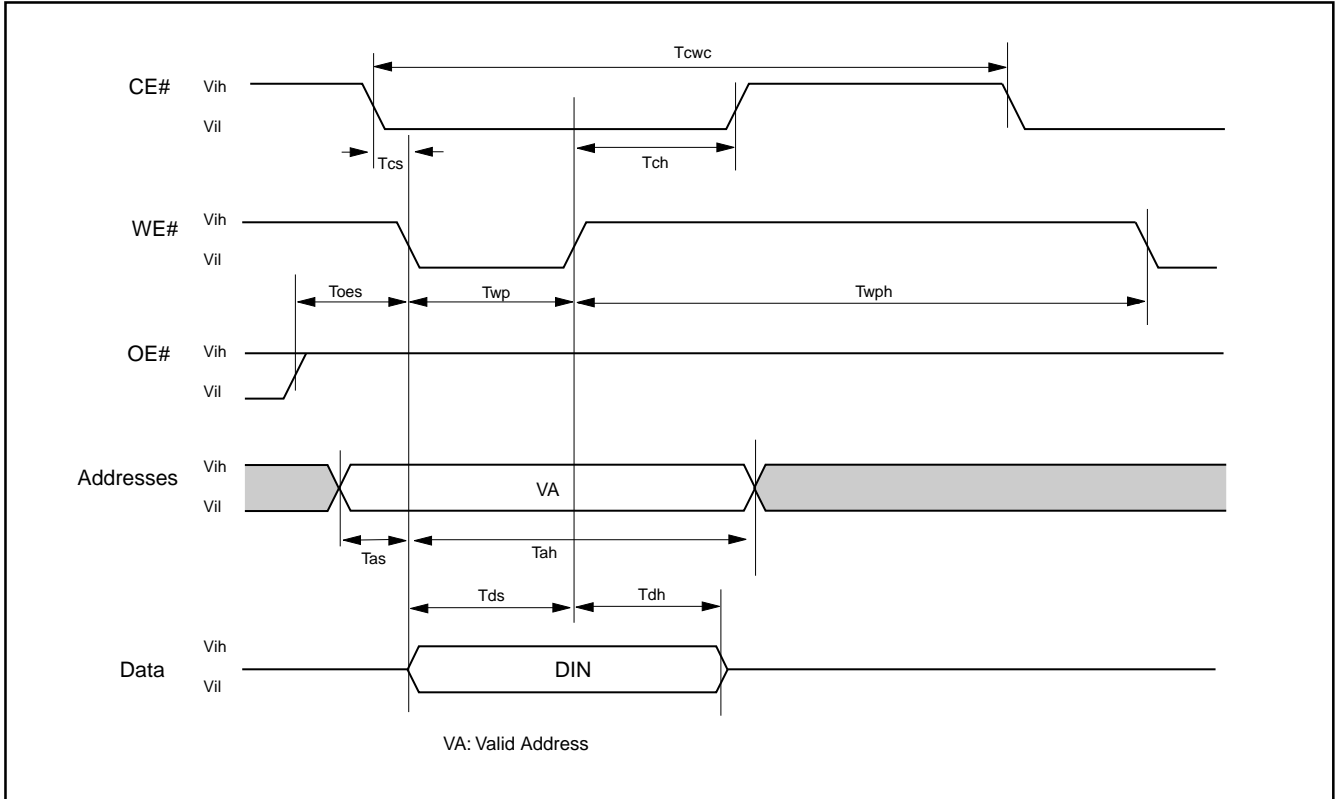 Tcwc
CE# Vih
Vil
Tcs Tch
WE# Vih
Vil
Toes Twp Twph
OE# Vih
Vil
Addresses Vih
VA
Vil
Tas Tah
Tds Tdh
Vih
Data DIN
Vil
VA: Valid Address